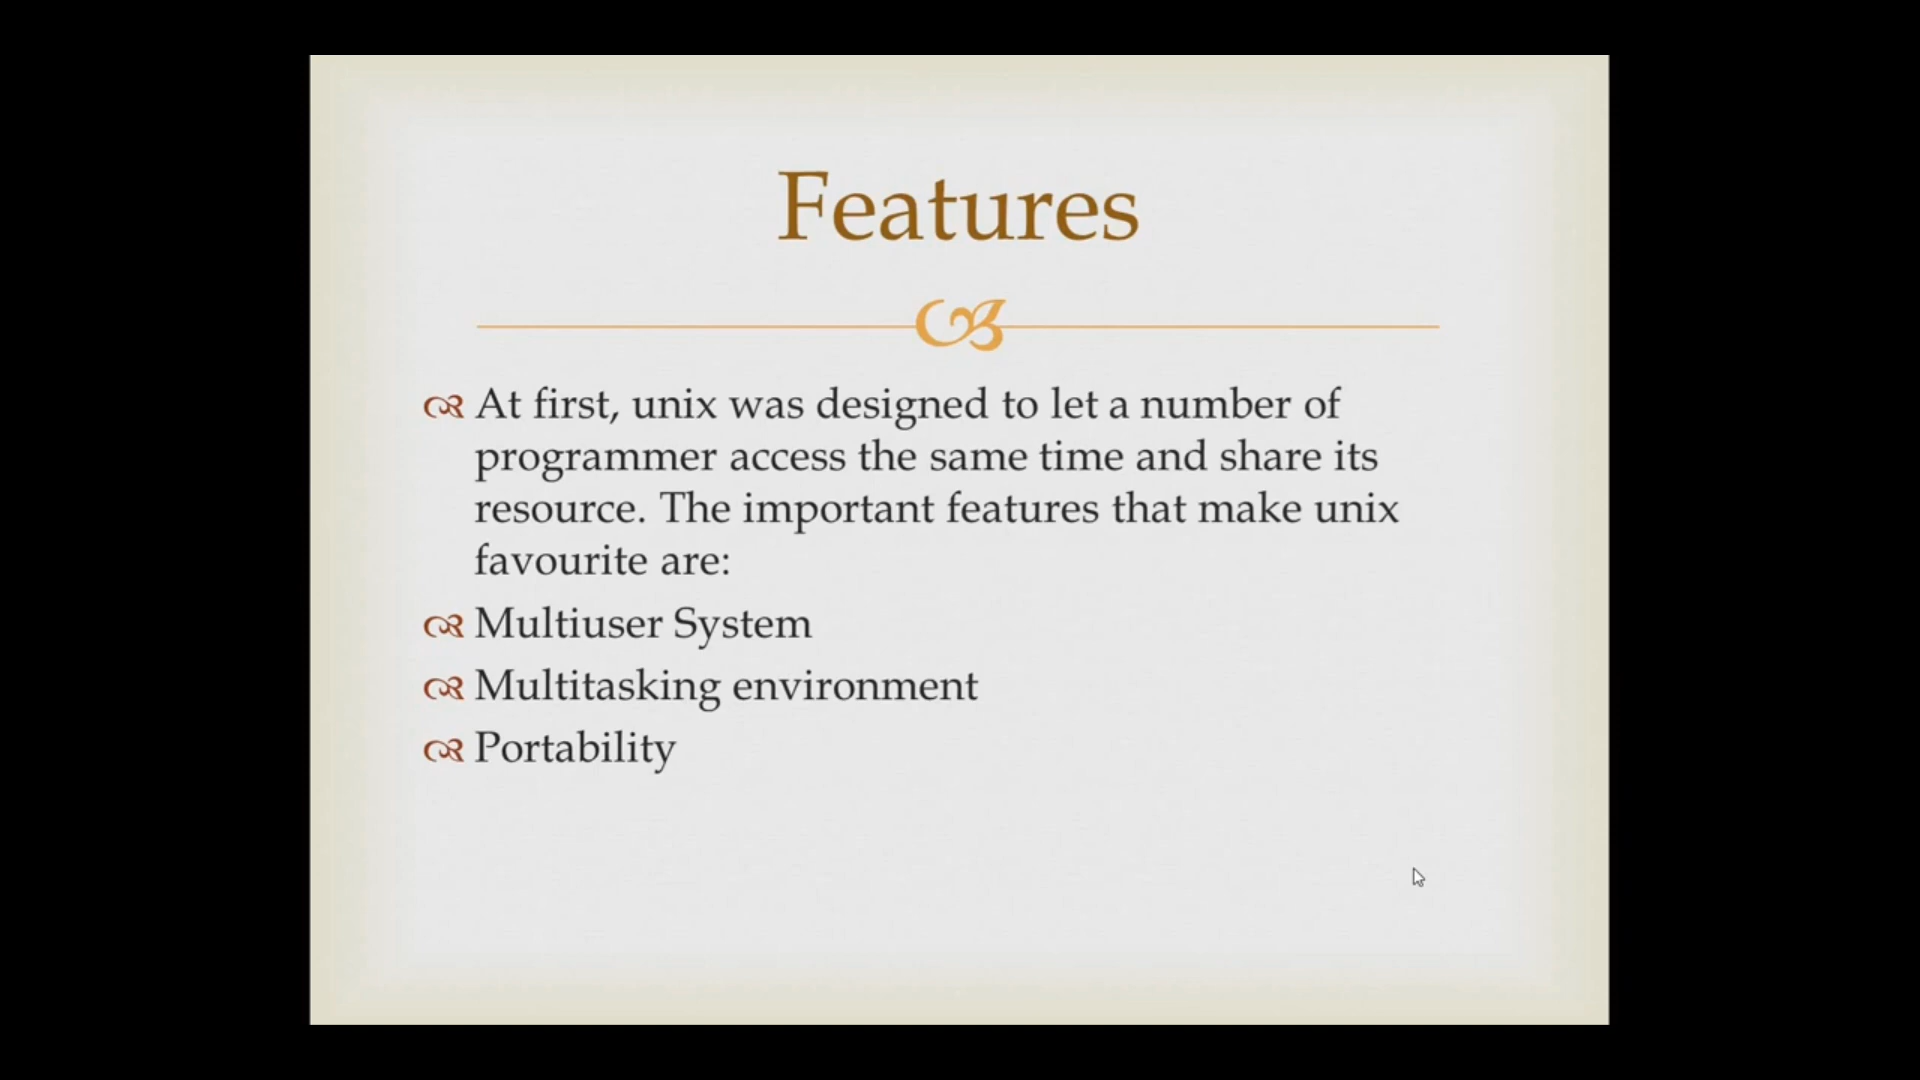 Features
At first, unix was designed to let a number of
programmer access the same time and share its
resource. The important features that make unix
favourite are:
Multiuser System
Multitasking environment
Portability